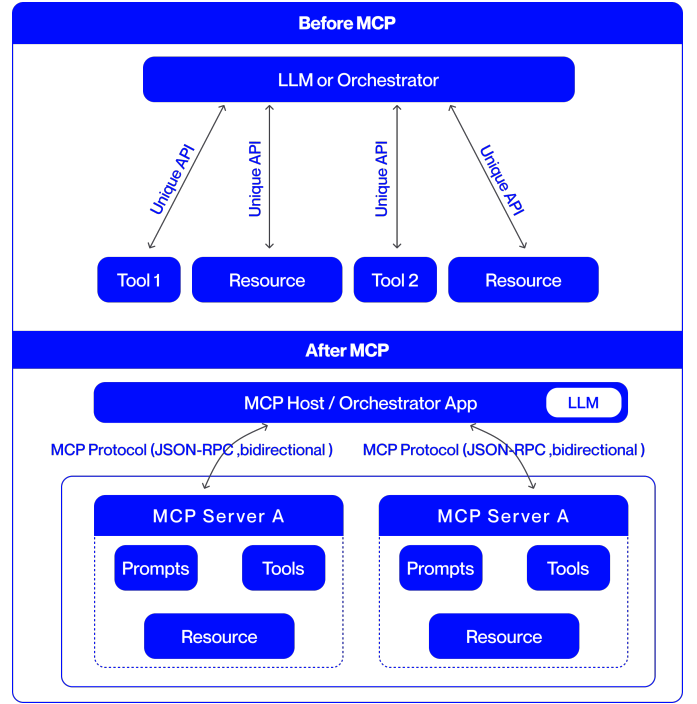 Before MCP
LLM or Orchestrator
Unique API
Unique API
Unique API
Unique API
Tool 1
Resource
Tool 2
Resource
After MCP
MCP Host / Orchestrator App
LLM
MCP Protocol (JSON-RPC ,bidirectional )
MCP Protocol (JSON-RPC ,bidirectional )
MCP Server A
MCP Server A
Prompts
Tools
Prompts
Tools
Resource
Resource